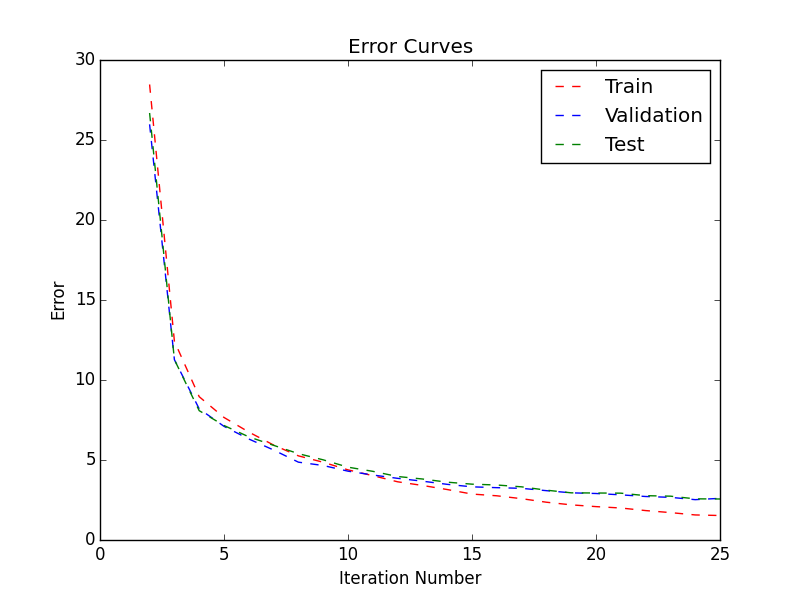 Error Curves
30
25
20
15
10
5
0
Error
Train
Validation
Test
0 5 10 15 20 25
Iteration Number